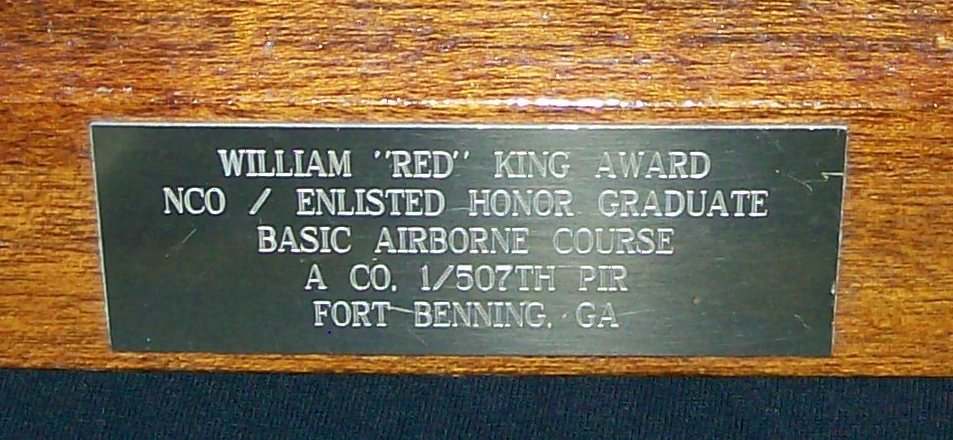 WILLIAM "RED" KING AWARD
NCO / ENLISTED HONOR GRADUATE
BASIC AIRBORNE COURSE
A CO. 1/507TH PIR
FORT BENNING, GA